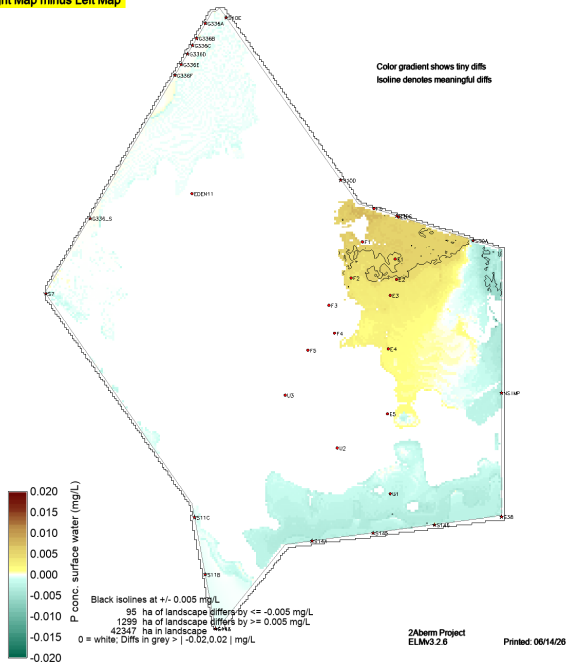 ght Map minus Left Map
S10E
G336A
G336B
G336C
G336D
G336E
G336F
Color gradient shows tiny diffs
Isoline denotes meaningful diffs
S10D
EDEN11
G336_S
F1
S10A
E1
F2
E2
E3
S7
F3
F4
F5
E4
U3
NESHMP
E5
U2
U1
S11C
S38
S145
S14A
S11B
0.020
0.015
0.010
0.005
0.000
-0.005
-0.010
-0.015
-0.020
P conc. surface water (mg/L)
Black isolines at +/- 0.005 mg/L
95 ha of landscape differs by <= -0.005 mg/L
1299 ha of landscape differs by >= 0.005 mg/L
42347 ha in landscape
0 = white; Diffs in grey > | -0.02,0.02 | mg/L
2Aberm Project
ELMv3.2.6
Printed: 06/14/26